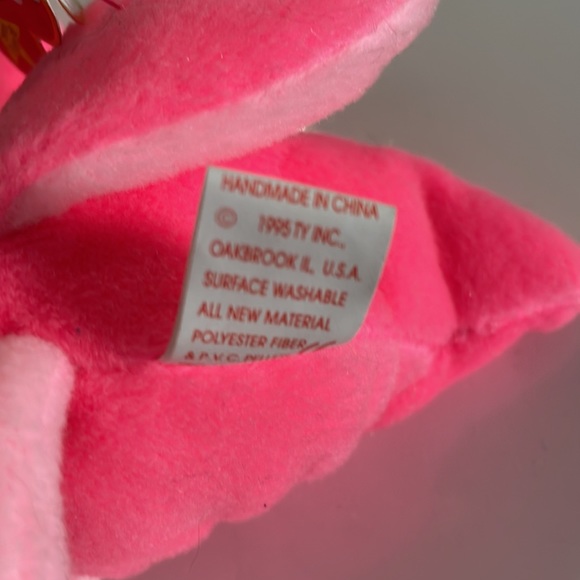 HANDMADE IN CHINA
© 1995 TY INC.,
OAKBROOK IL, U.S.A.
SURFACE WASHABLE
ALL NEW MATERIAL
POLYESTER FIBER
& P.V.C.